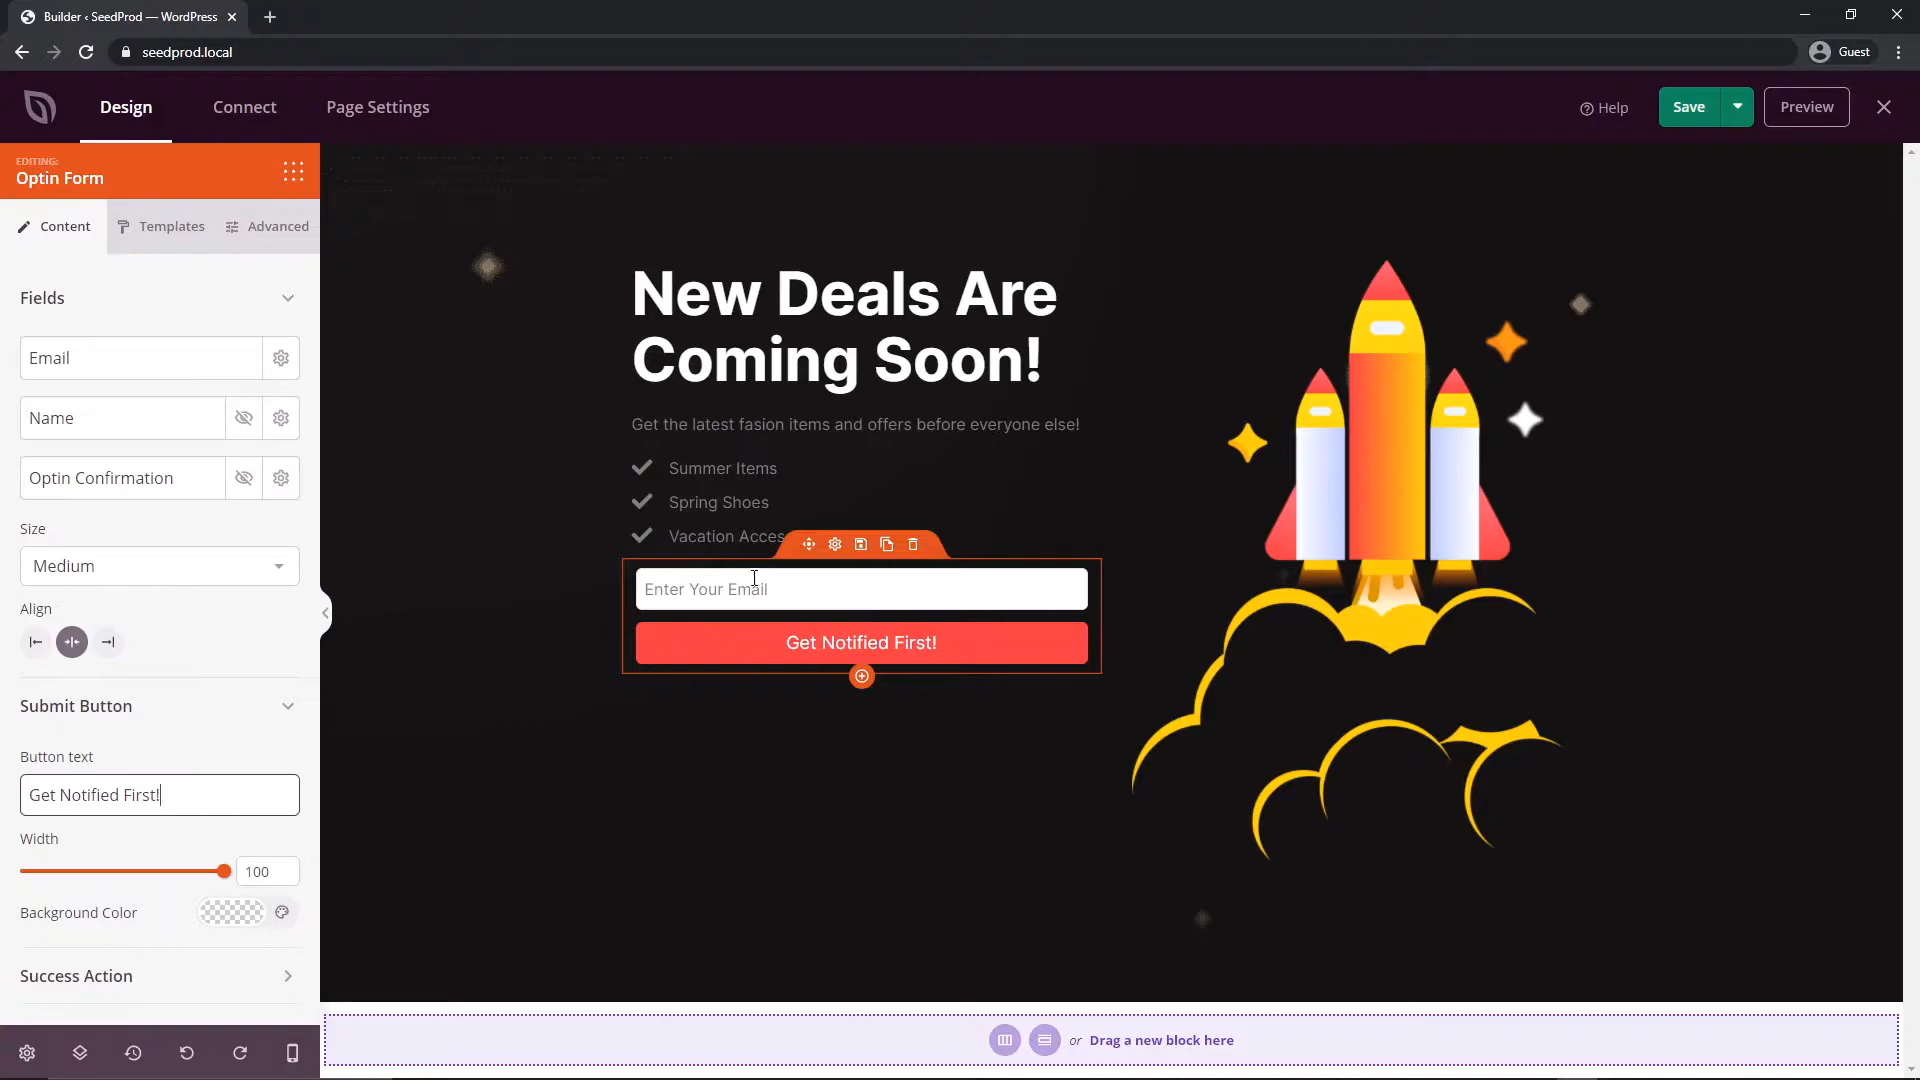 Builder ‹ SeedProd — WordPress
seedprod.local
Guest
Design
Connect
Page Settings
Help
Save
Preview
EDITING:
Optin Form
Content
Templates
Advanced
Fields
Email
Name
Optin Confirmation
Size
Medium
Align
Submit Button
Button text
Get Notified First!
Width
100
Background Color
Success Action
New Deals Are
Coming Soon!
Get the latest fasion items and offers before everyone else!
Summer Items
Spring Shoes
Vacation Acces
Enter Your Email
Get Notified First!
or Drag a new block here